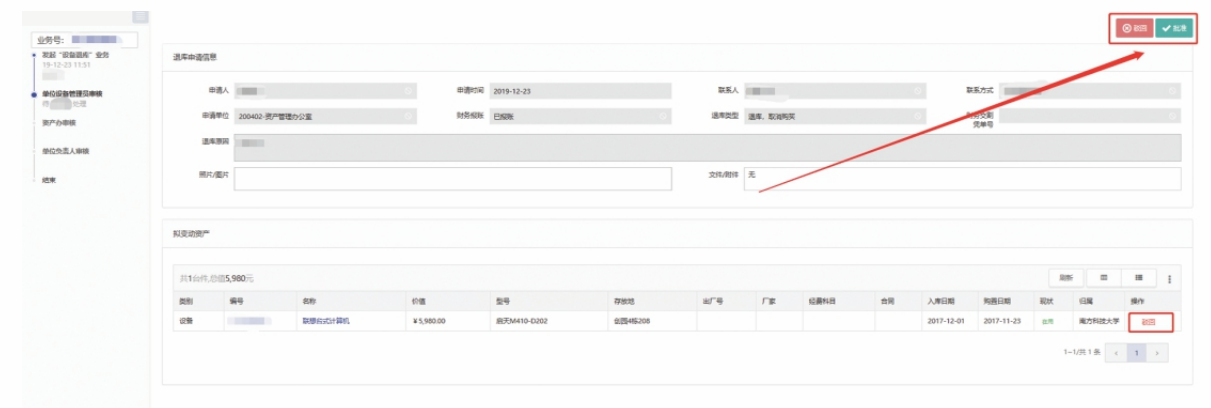 驳回 批准
业务号：
发起“设备退库”业务
19-12-23 11:51
单位设备管理员审核
待 处理
资产办审核
单位负责人审核
结束
退库申请信息
申请人 申请时间 2019-12-23 联系人 联系方式
申请单位 200402-资产管理办公室 财务报账 已报账 退库类型 退库、取消购买
凭单号
退库原因
照片/图片 文件/附件 无
拟变动资产
共1台件,总值5,980元
刷新
类别 编号 名称 价值 型号 存放地 出厂号 厂家 经费科目 合同 入库日期 购置日期 现状 归属 操作
设备 联想台式计算机 ￥5,980.00 启天M410-D202 创园4栋208 2017-12-01 2017-11-23 在用 南方科技大学 驳回
1~1/共 1 条 < 1 >